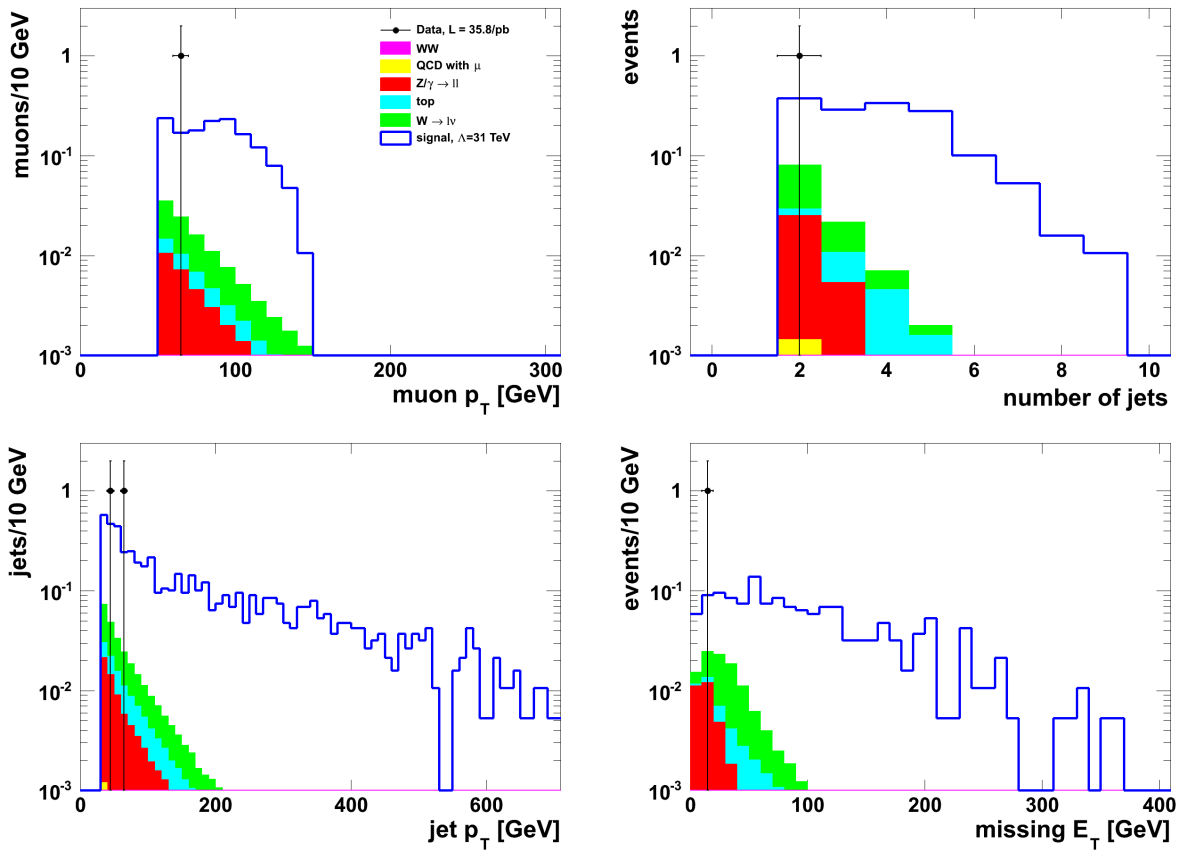 muons/10 GeV
1
10-1
10-2
10-3
0 100 200 300
muon pT [GeV]
Data, L = 35.8/pb
WW
QCD with μ
Z/γ → ll
top
W → lν
signal, Λ=31 TeV
events
1
10-1
10-2
10-3
0 2 4 6 8 10
number of jets
jets/10 GeV
1
10-1
10-2
10-3
0 200 400 600
jet pT [GeV]
events/10 GeV
1
10-1
10-2
10-3
0 100 200 300 400
missing ET [GeV]